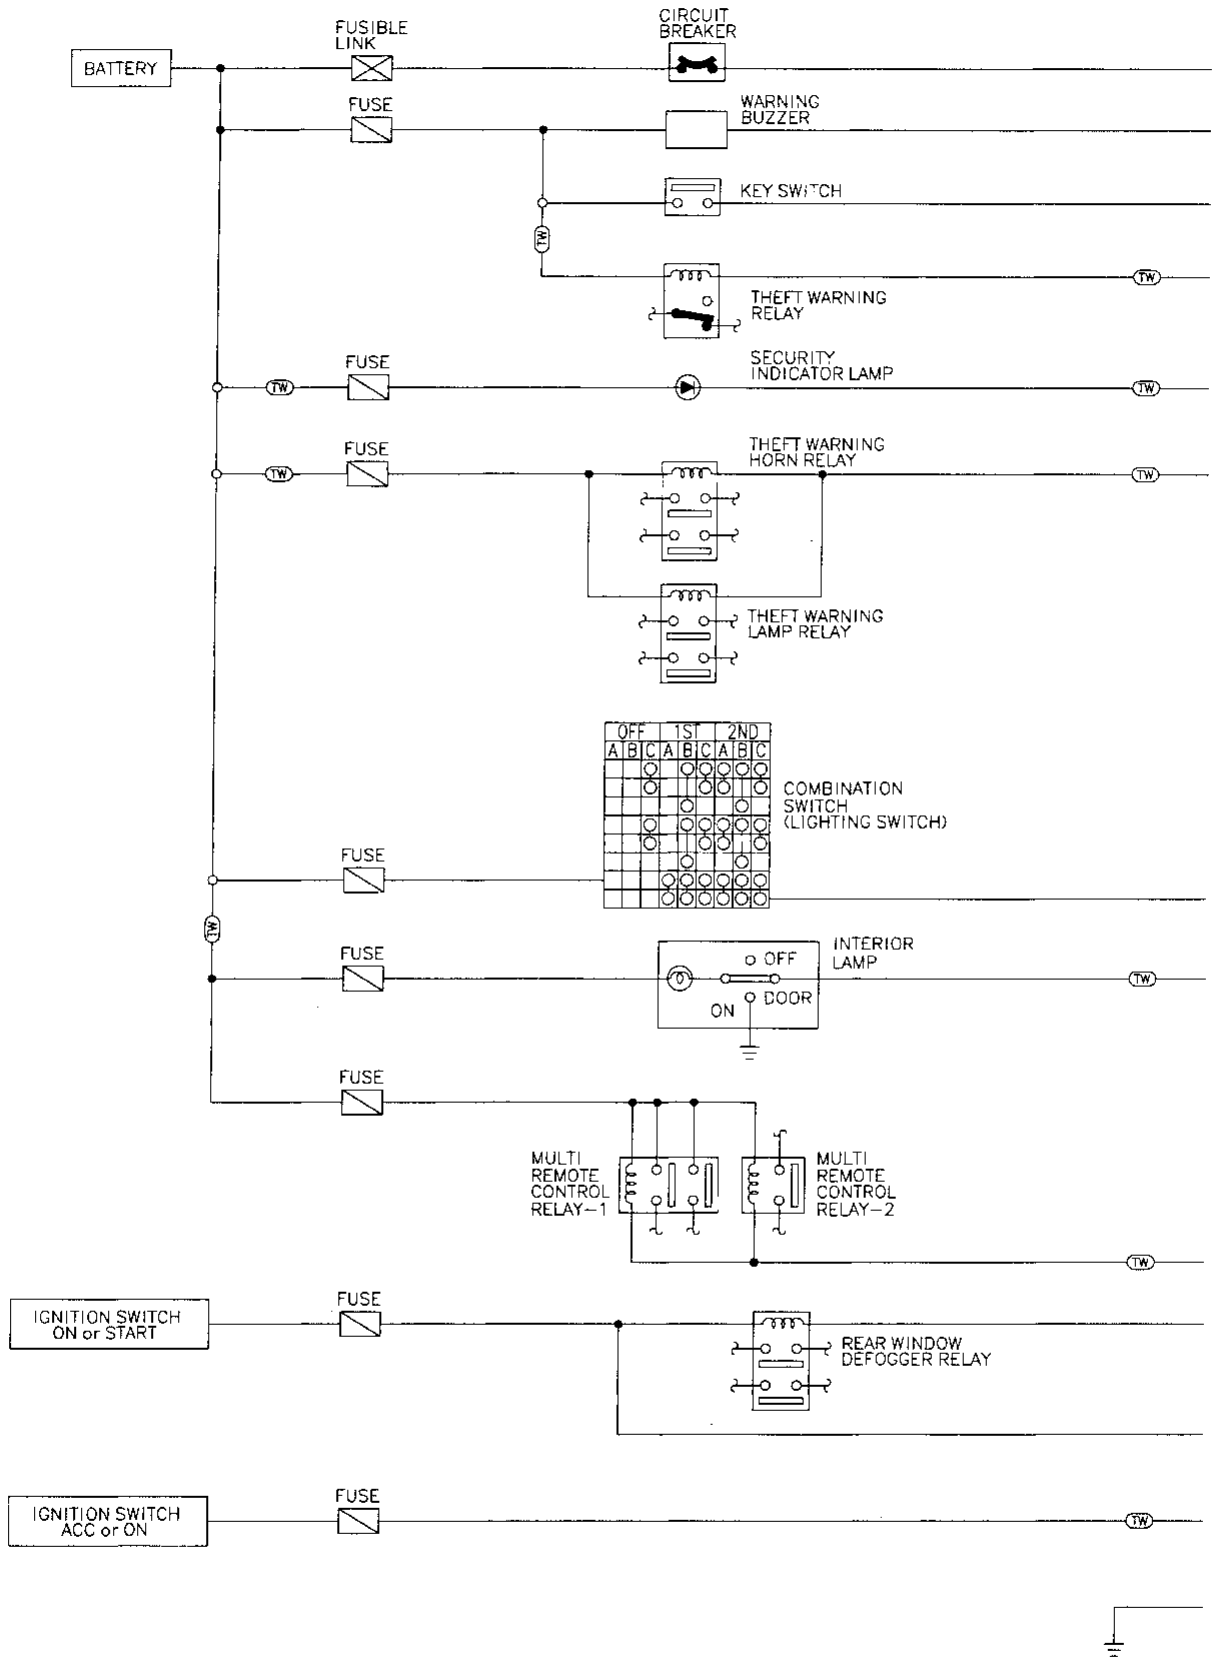 CIRCUIT
BREAKER
FUSIBLE
LINK
BATTERY
FUSE
WARNING
BUZZER
KEY SWITCH
TW
TW
THEFT WARNING
RELAY
FUSE
SECURITY
INDICATOR LAMP
TW
TW
FUSE
THEFT WARNING
HORN RELAY
TW
TW
THEFT WARNING
LAMP RELAY
OFF 1ST 2ND
A B C A B C A B C
COMBINATION
SWITCH
(LIGHTING SWITCH)
FUSE
TW
FUSE
INTERIOR
LAMP
OFF
DOOR
ON
TW
FUSE
MULTI
REMOTE
CONTROL
RELAY-1
MULTI
REMOTE
CONTROL
RELAY-2
TW
IGNITION SWITCH
ON or START
FUSE
REAR WINDOW
DEFOGGER RELAY
IGNITION SWITCH
ACC or ON
FUSE
TW